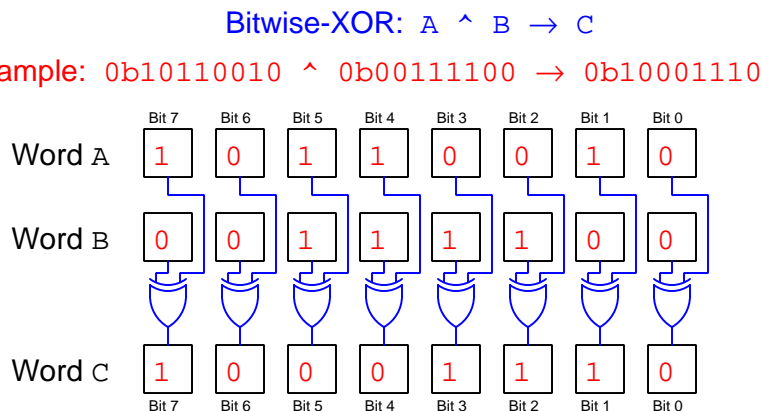 Bitwise-XOR: A ^ B → C
ample: 0b10110010 ^ 0b00111100 → 0b10001110
Bit 7 Bit 6 Bit 5 Bit 4 Bit 3 Bit 2 Bit 1 Bit 0
Word A 1 0 1 1 0 0 1 0
Word B 0 0 1 1 1 1 0 0
Word C 1 0 0 0 1 1 1 0
Bit 7 Bit 6 Bit 5 Bit 4 Bit 3 Bit 2 Bit 1 Bit 0